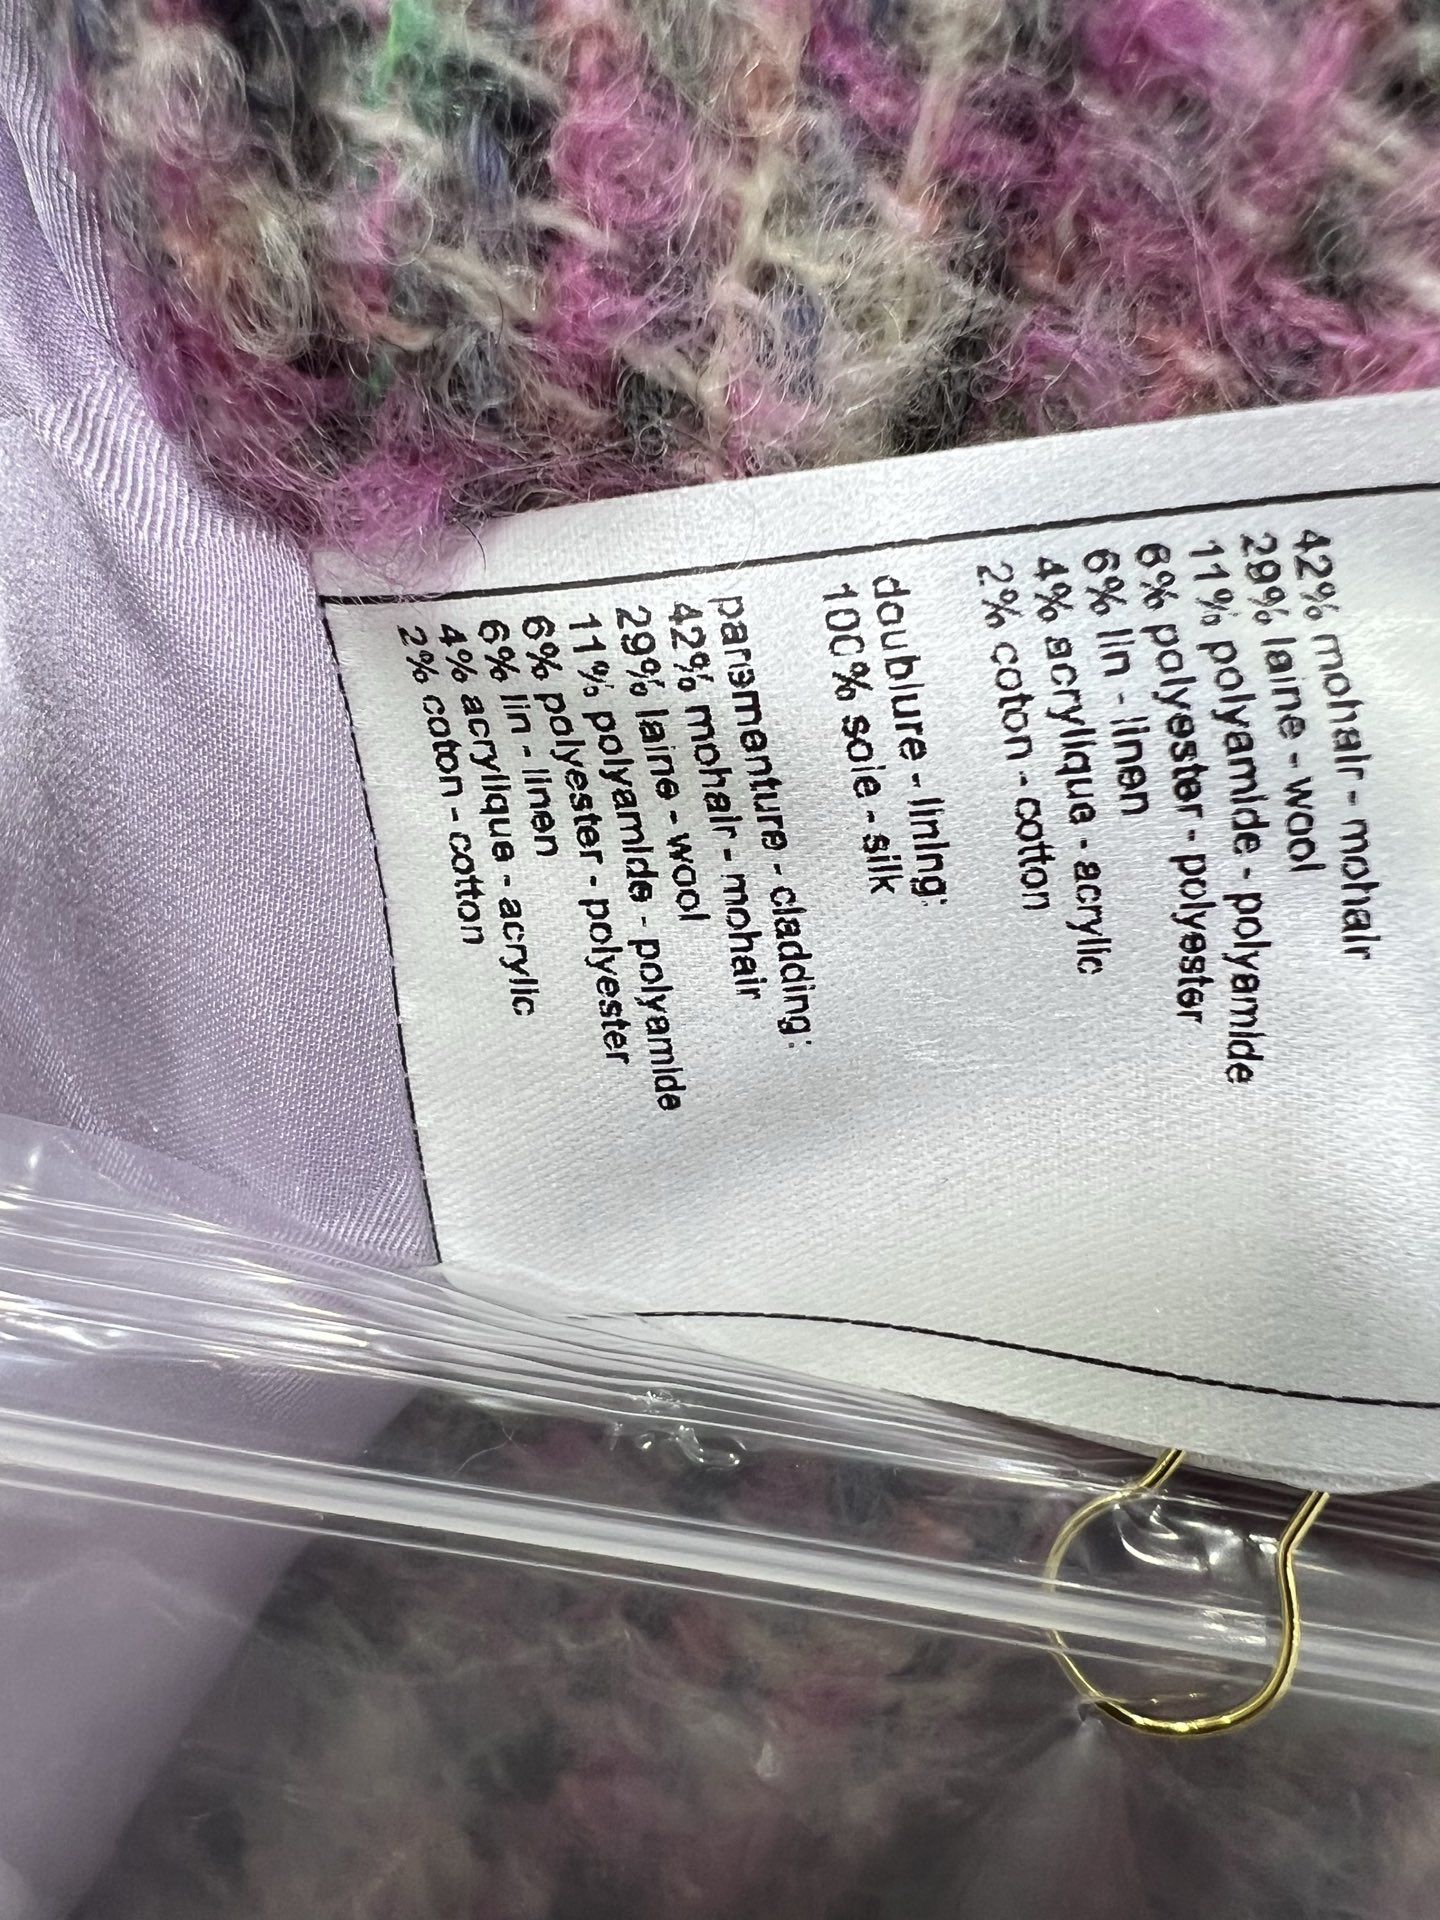 42% mohair - mohair
29% laine - wool
11% polyamide - polyamide
6% polyester - polyester
6% lin - linen
4% acrylique - acrylic
2% coton - cotton
doublure - lining:
100% soie - silk
parementure - cladding:
42% mohair - mohair
29% laine - wool
11% polyamide - polyamide
6% polyester - polyester
6% lin - linen
4% acrylique - acrylic
2% coton - cotton